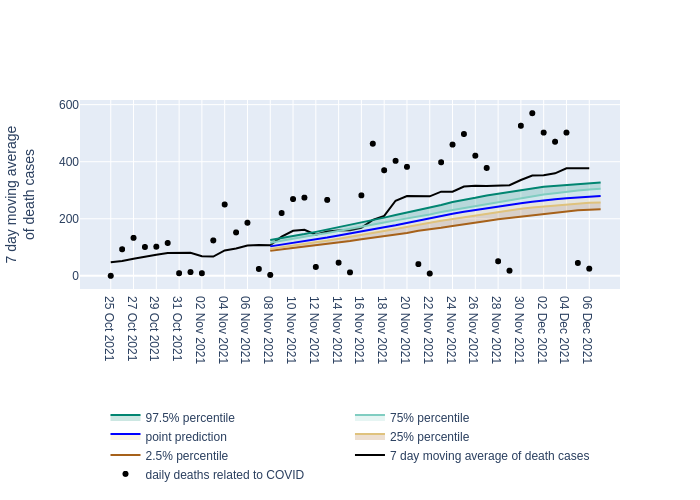 7 day moving average
of death cases
600
400
200
0
25 Oct 2021
27 Oct 2021
29 Oct 2021
31 Oct 2021
02 Nov 2021
04 Nov 2021
06 Nov 2021
08 Nov 2021
10 Nov 2021
12 Nov 2021
14 Nov 2021
16 Nov 2021
18 Nov 2021
20 Nov 2021
22 Nov 2021
24 Nov 2021
26 Nov 2021
28 Nov 2021
30 Nov 2021
02 Dec 2021
04 Dec 2021
06 Dec 2021
97.5% percentile
75% percentile
point prediction
25% percentile
2.5% percentile
7 day moving average of death cases
daily deaths related to COVID